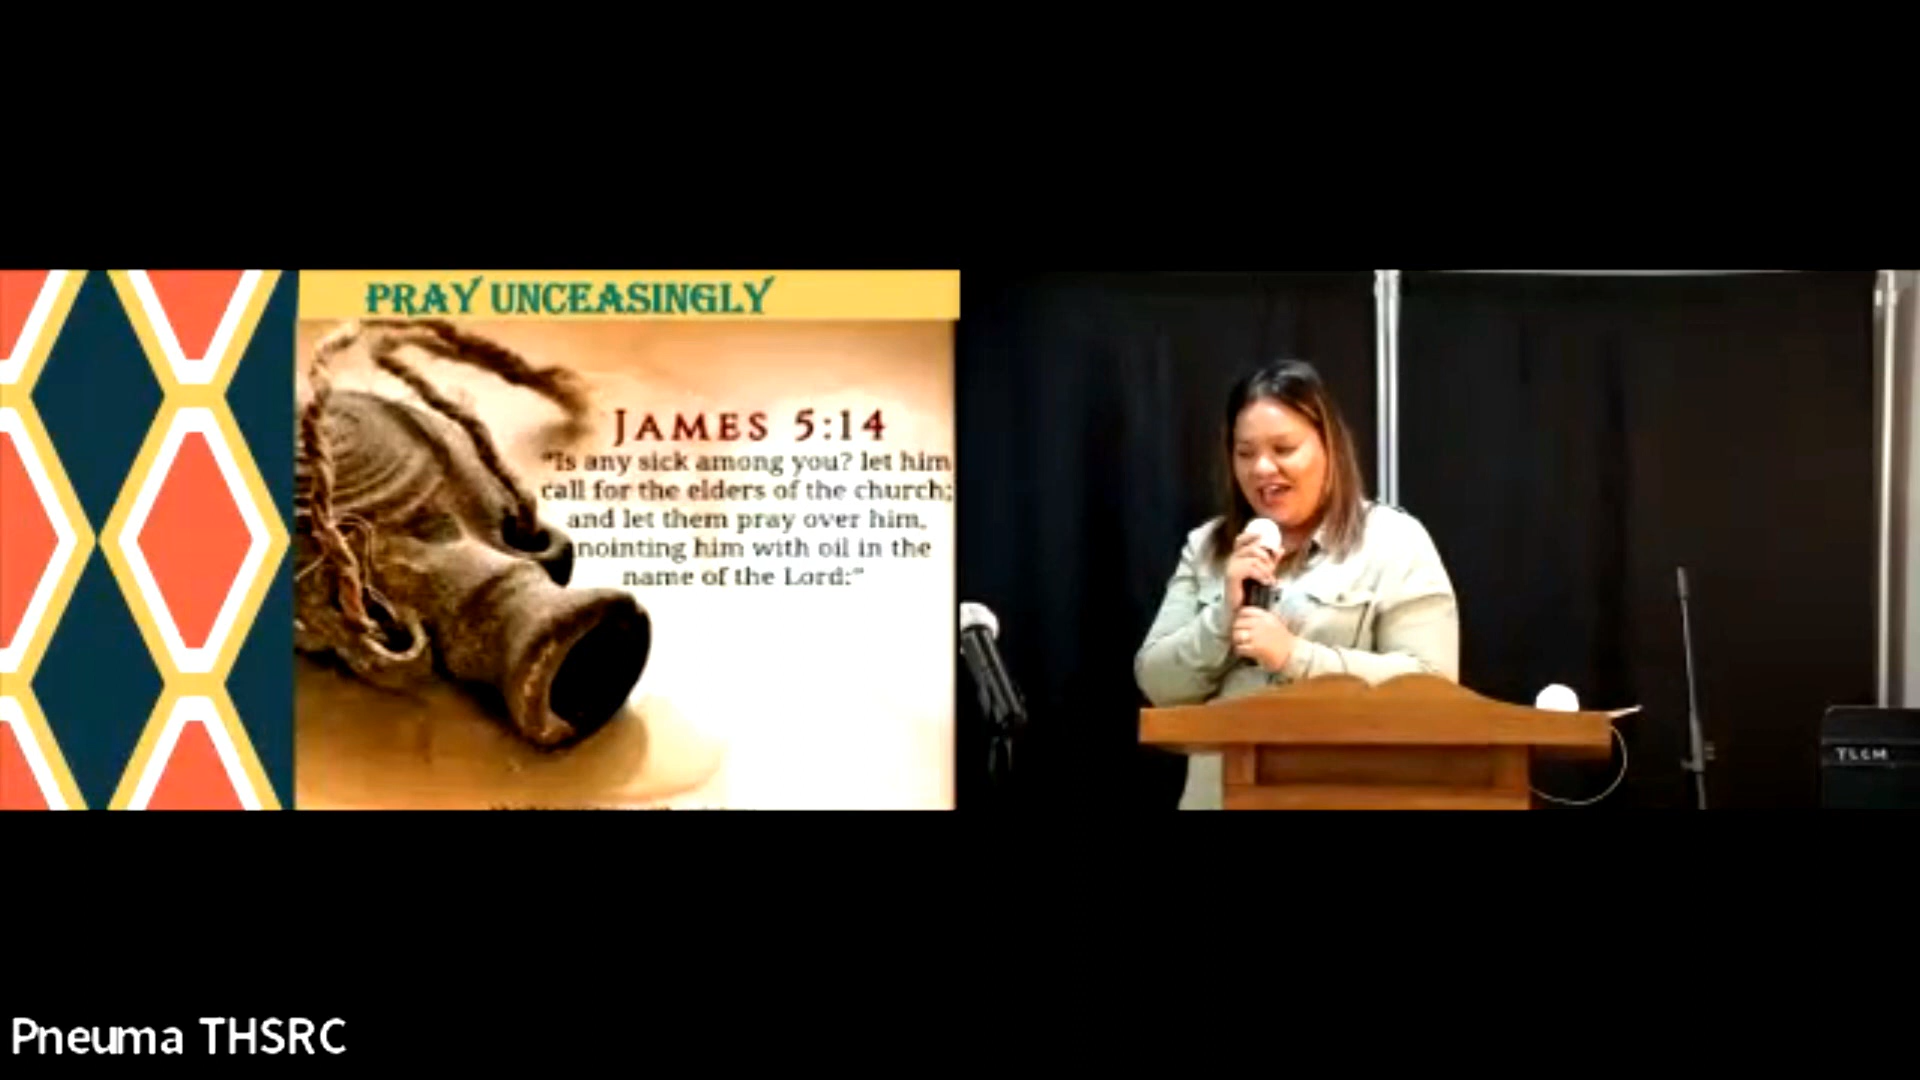 PRAY UNCEASINGLY
JAMES 5:14
"Is any sick among you? let him
call for the elders of the church;
and let them pray over him,
nointing him with oil in the
name of the Lord:"
TLCM
Pneuma THSRC